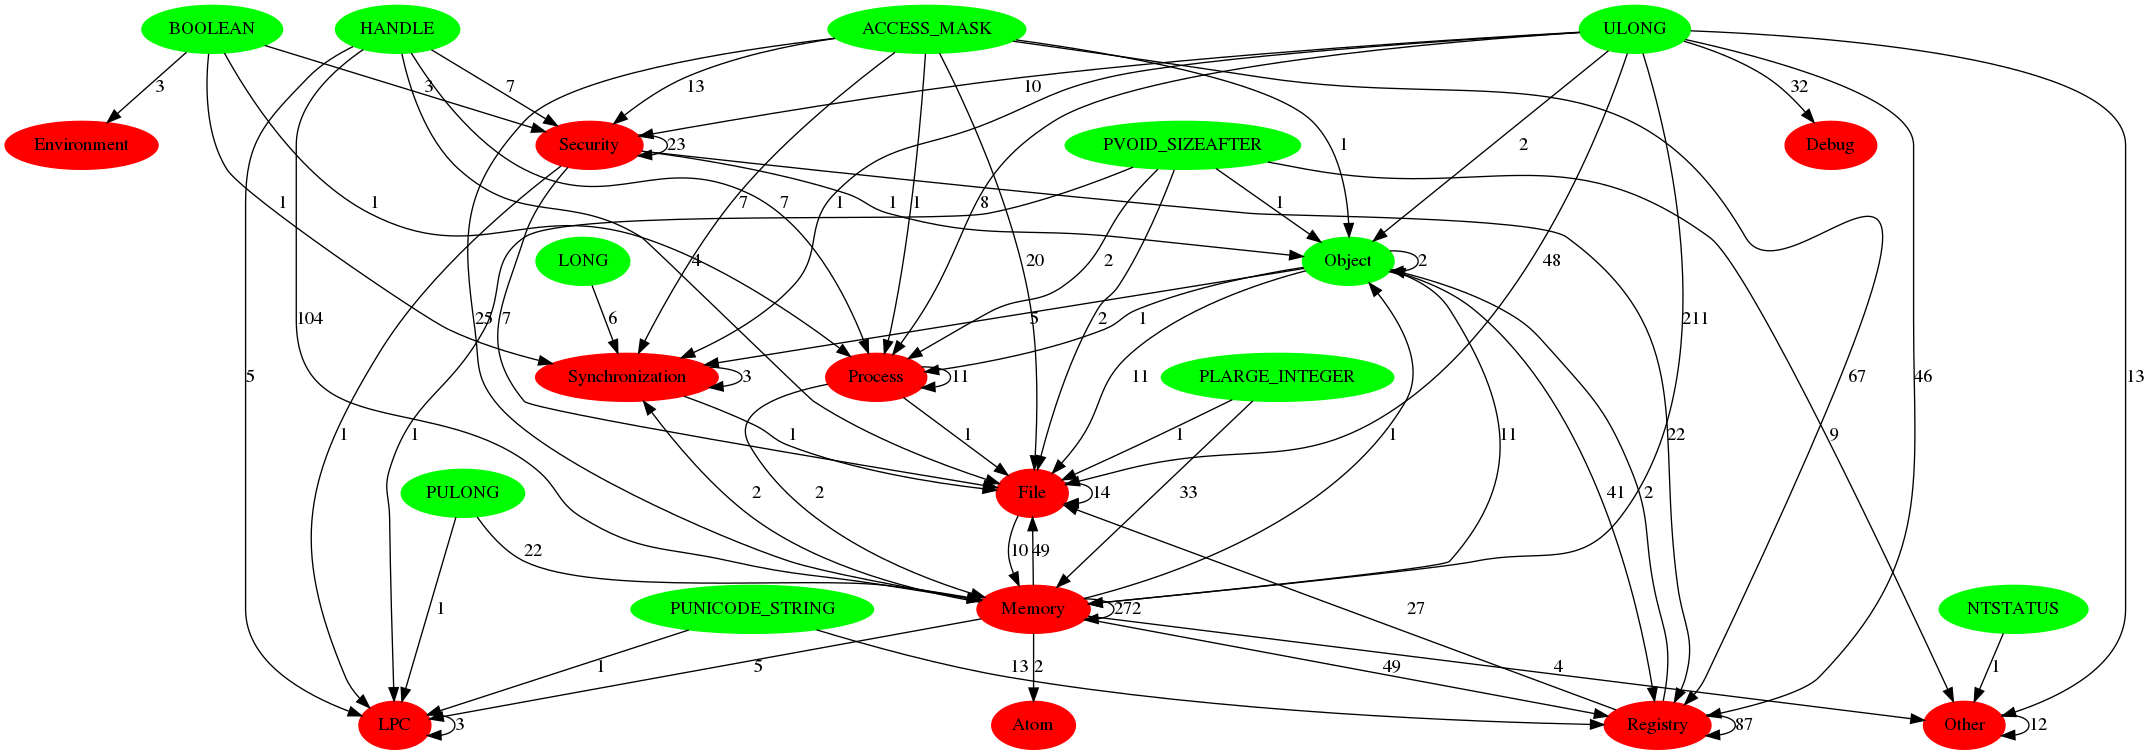 BOOLEAN HANDLE ACCESS_MASK ULONG
3 3 7 13 10 32
Environment Security 23 PVOID_SIZEAFTER Debug
1 1 7 7 1 1 8 1 1 1 2
LONG 4 20 2 Object 2 48
104 25 7 6 5 2 1 211
5 Synchronization 3 Process 11 PLARGE_INTEGER 67 46 13
1 1 1 2 1 11 1 1 11 22 9
PULONG 2 File 14 33 41 2
22 10 49
1 PUNICODE_STRING Memory 272 27 NTSTATUS
1 5 13 2 49 4 1
LPC 3 Atom Registry 87 Other 12